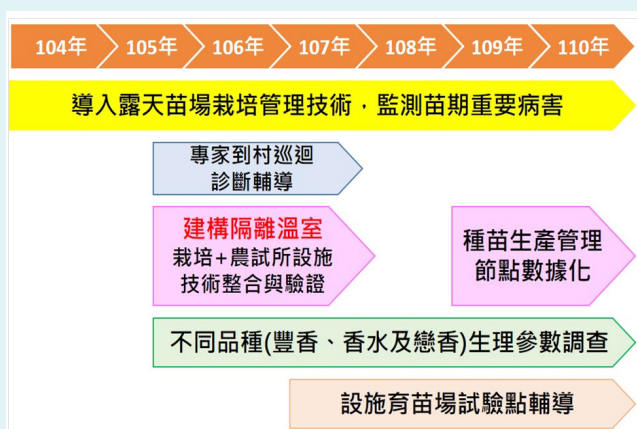 104年 105年 106年 107年 108年 109年 110年
導入露天苗場栽培管理技術，監測苗期重要病害
專家到村巡迴
診斷輔導
建構隔離溫室
栽培+農試所設施
技術整合與驗證
種苗生產管理
節點數據化
不同品種(豐香、香水及戀香)生理參數調查
設施育苗場試驗點輔導